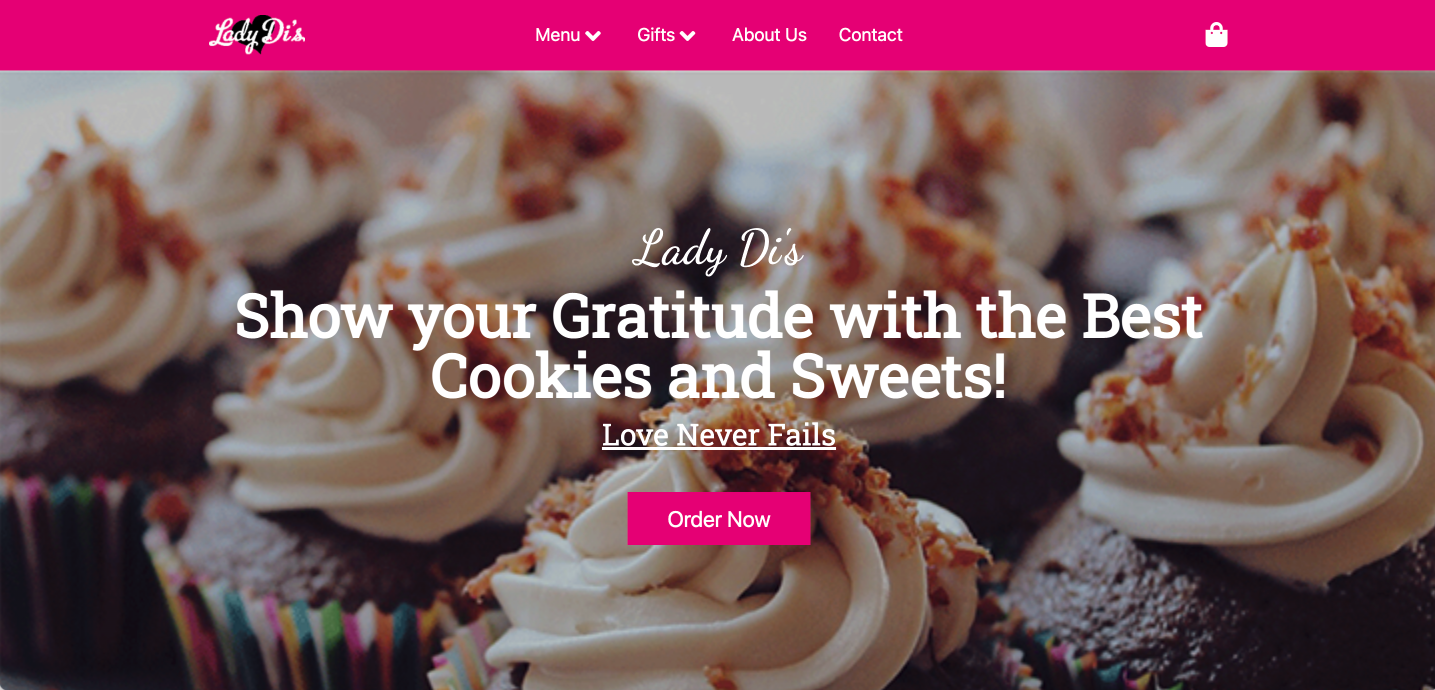 Lady Di's
Menu Gifts About Us Contact
Lady Di's
Show your Gratitude with the Best
Cookies and Sweets!
Love Never Fails
Order Now